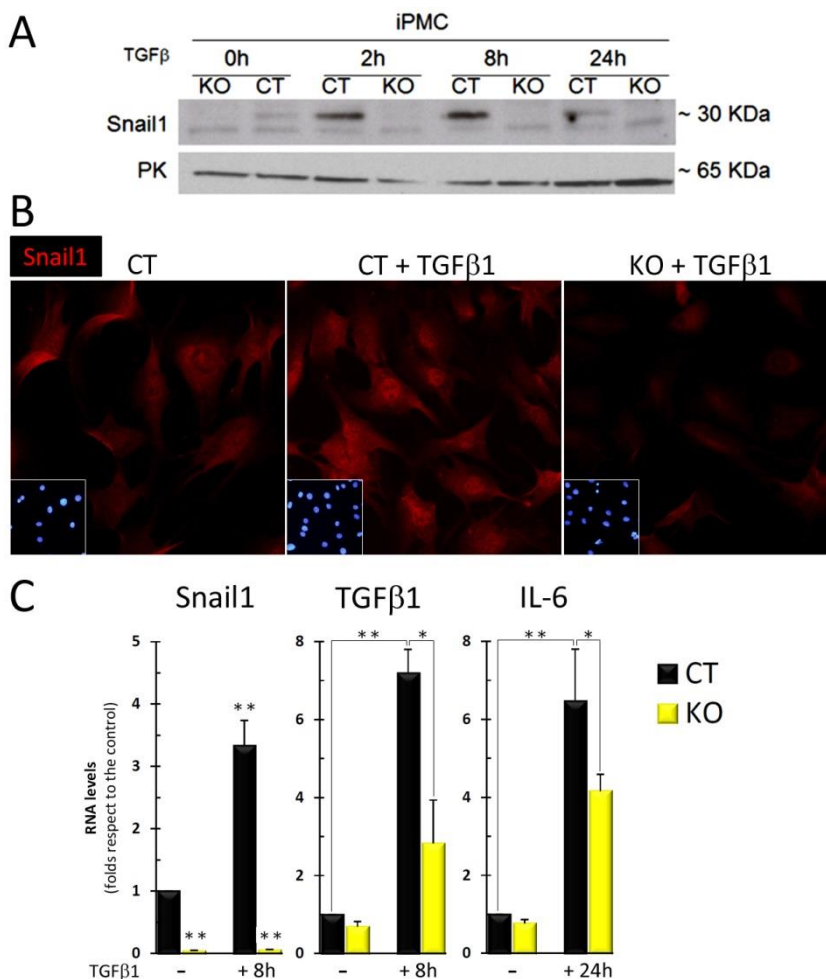 A
iPMC
TGFβ 0h 2h 8h 24h
KO CT CT KO CT KO CT KO
Snail1 ~ 30 KDa
PK ~ 65 KDa
B
Snail1 CT CT + TGFβ1 KO + TGFβ1
C
Snail1 TGFβ1 IL-6
5 8 8
** * ** *
CT
KO
4 6 6
**
3
4 4
2
2 2
1
** **
0 0 0
RNA levels
(folds respect to the control)
TGFβ1 – + 8h – + 8h – + 24h